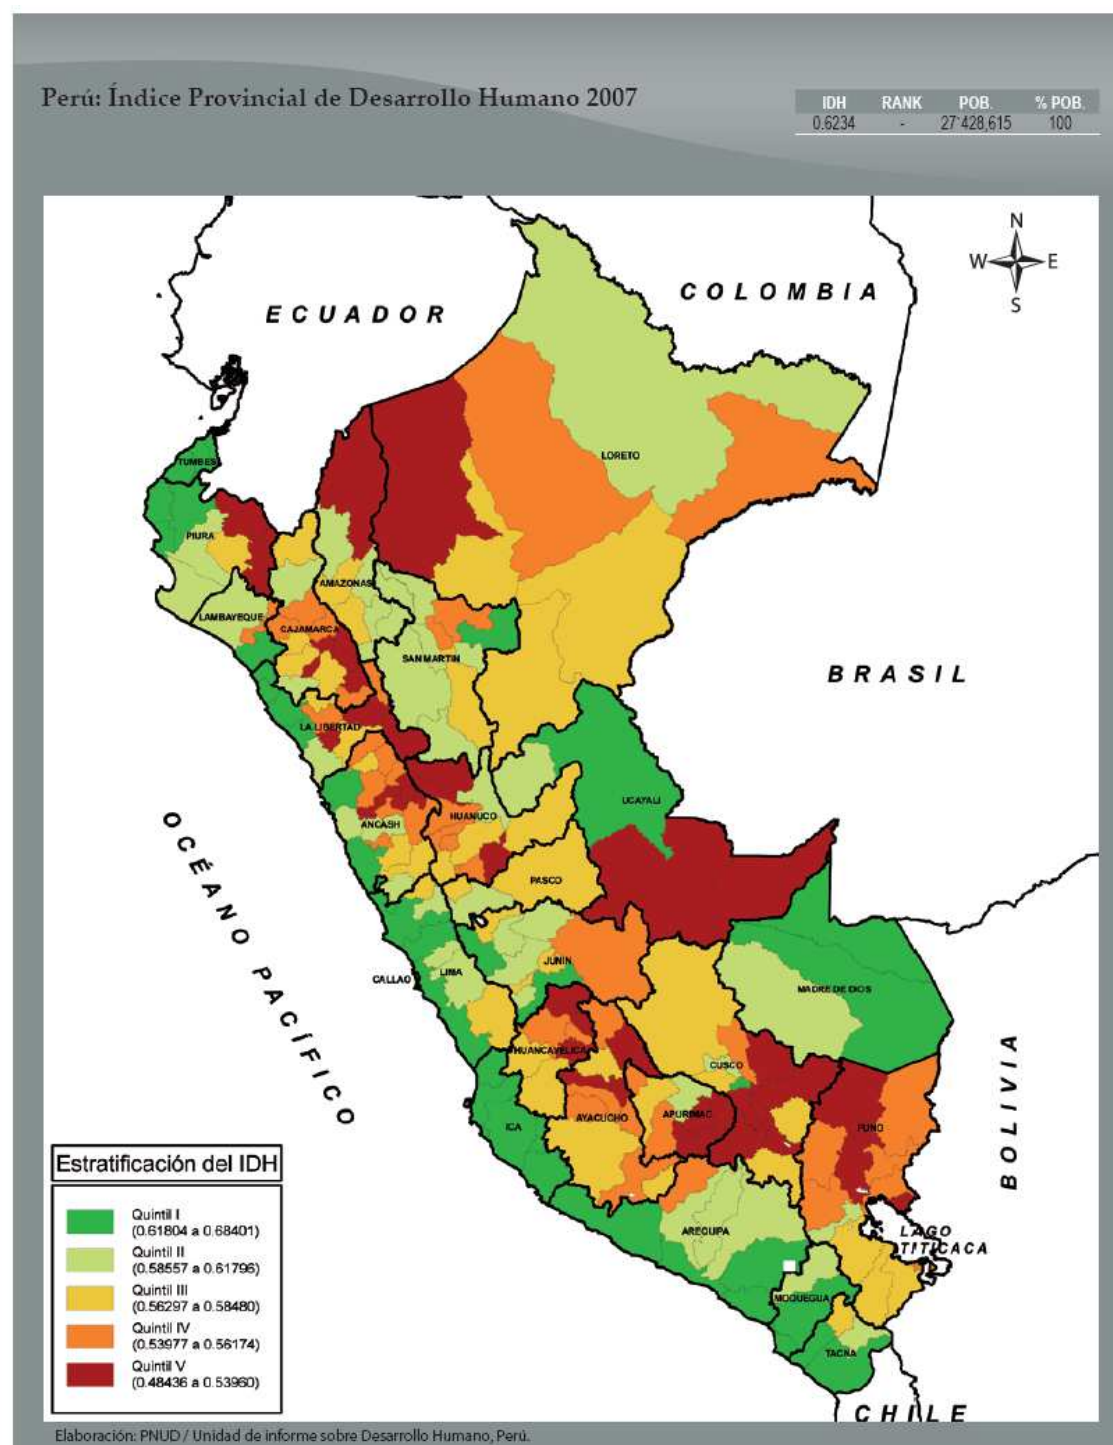 Perú: Índice Provincial de Desarrollo Humano 2007
IDH RANK POB. % POB.
0.6234 - 27'428,615 100
N
W E
S
ECUADOR
COLOMBIA
TUMBES
LORETO
PIURA
AMAZONAS
LAMBAYEQUE
CAJAMARCA
SAN MARTIN
BRASIL
LA LIBERTAD
UCAYALI
ANCASH
HUANUCO
PASCO
OCÉANO PACÍFICO
LIMA
JUNIN
CALLAO
MADRE DE DIOS
HUANCAVELICA
CUSCO
BOLIVIA
ICA
AYACUCHO
APURIMAC
PUNO
AREQUIPA
LAGO
TITICACA
MOQUEGUA
TACNA
CHILE
Estratificación del IDH
Quintil I
(0.61804 a 0.68401)
Quintil II
(0.58557 a 0.61796)
Quintil III
(0.56297 a 0.58480)
Quintil IV
(0.53977 a 0.56174)
Quintil V
(0.48436 a 0.53960)
Elaboración: PNUD / Unidad de informe sobre Desarrollo Humano, Perú.